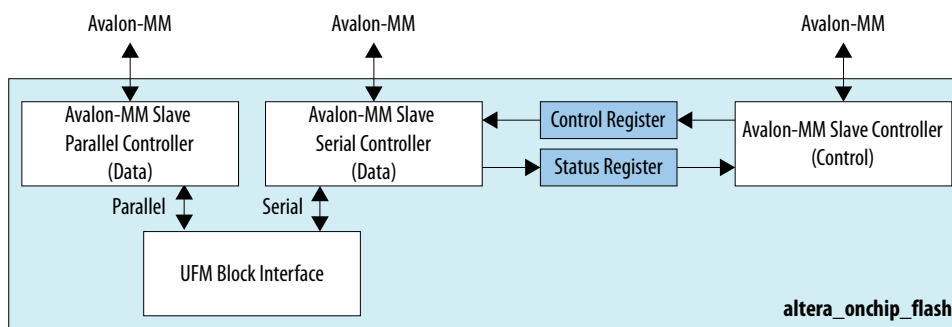 Avalon-MM
Avalon-MM
Avalon-MM
Avalon-MM Slave
Parallel Controller
(Data)
Avalon-MM Slave
Serial Controller
(Data)
Control Register
Status Register
Avalon-MM Slave Controller
(Control)
Parallel
Serial
UFM Block Interface
altera_onchip_flash